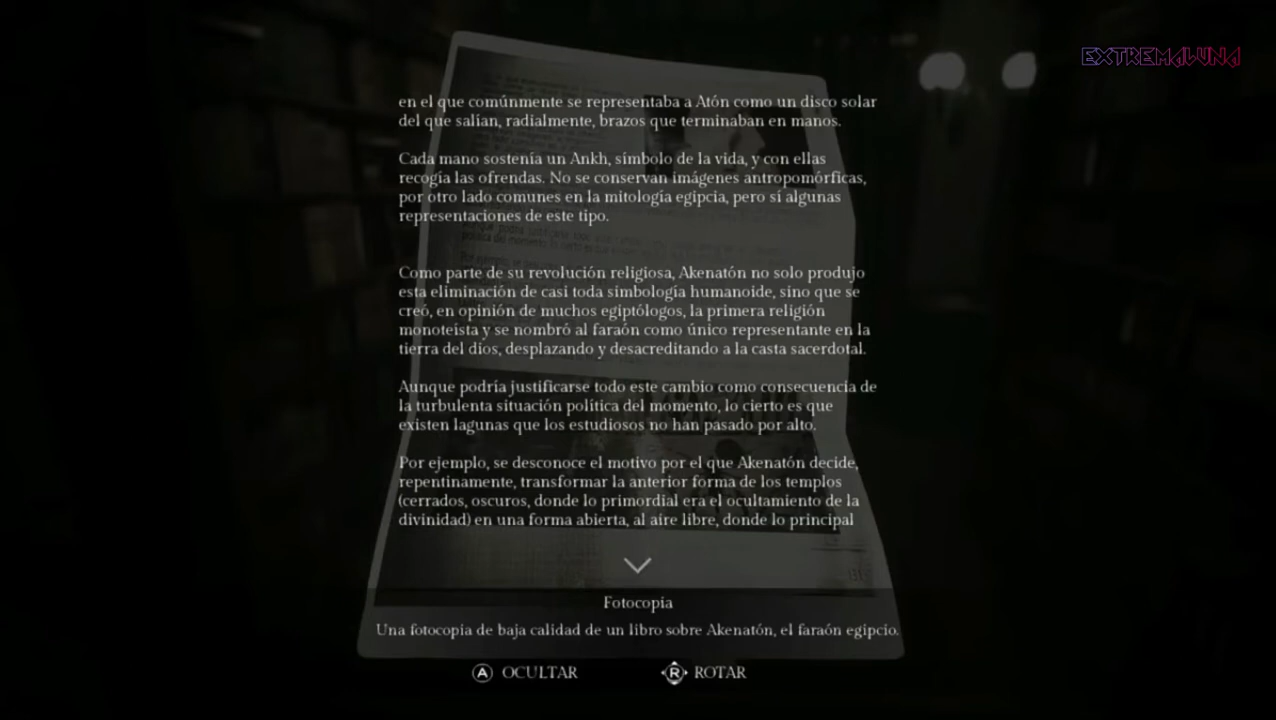 EXTREMALUNA
en el que comúnmente se representaba a Atón como un disco solar
del que salían, radialmente, brazos que terminaban en manos.
Cada mano sostenía un Ankh, símbolo de la vida, y con ellas
recogía las ofrendas. No se conservan imágenes antropomórficas,
por otro lado comunes en la mitología egipcia, pero sí algunas
representaciones de este tipo.
Como parte de su revolución religiosa, Akenatón no solo produjo
esta eliminación de casi toda simbología humanoide, sino que se
creó, en opinión de muchos egiptólogos, la primera religión
monoteista y se nombró al faraón como único representante en la
tierra del dios, desplazando y desacreditando a la casta sacerdotal.
Aunque podría justificarse todo este cambio como consecuencia de
la turbulenta situación política del momento, lo cierto es que
existen lagunas que los estudiosos no han pasado por alto.
Por ejemplo, se desconoce el motivo por el que Akenatón decide,
repentinamente, transformar la anterior forma de los templos
(cerrados, oscuros, donde lo primordial era el ocultamiento de la
divinidad) en una forma abierta, al aire libre, donde lo principal
Fotocopia
Una fotocopia de baja calidad de un libro sobre Akenatón, el faraón egipcio.
A OCULTAR
R ROTAR